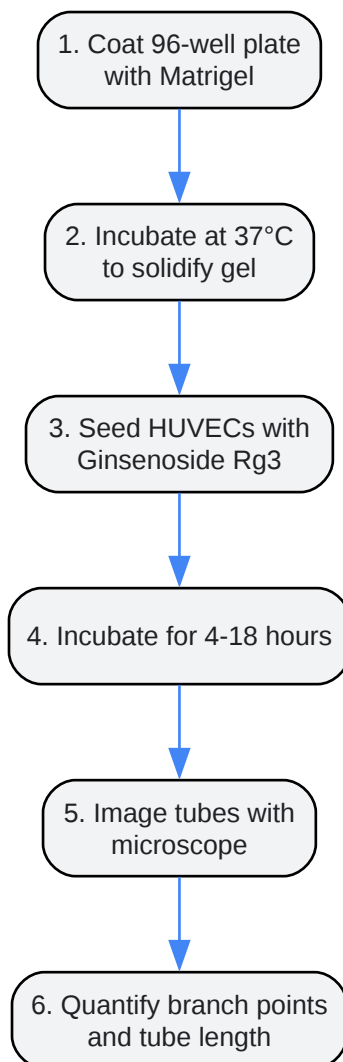 1. Coat 96-well plate
with Matrigel
2. Incubate at 37°C
to solidify gel
3. Seed HUVECs with
Ginsenoside Rg3
4. Incubate for 4-18 hours
5. Image tubes with
microscope
6. Quantify branch points
and tube length